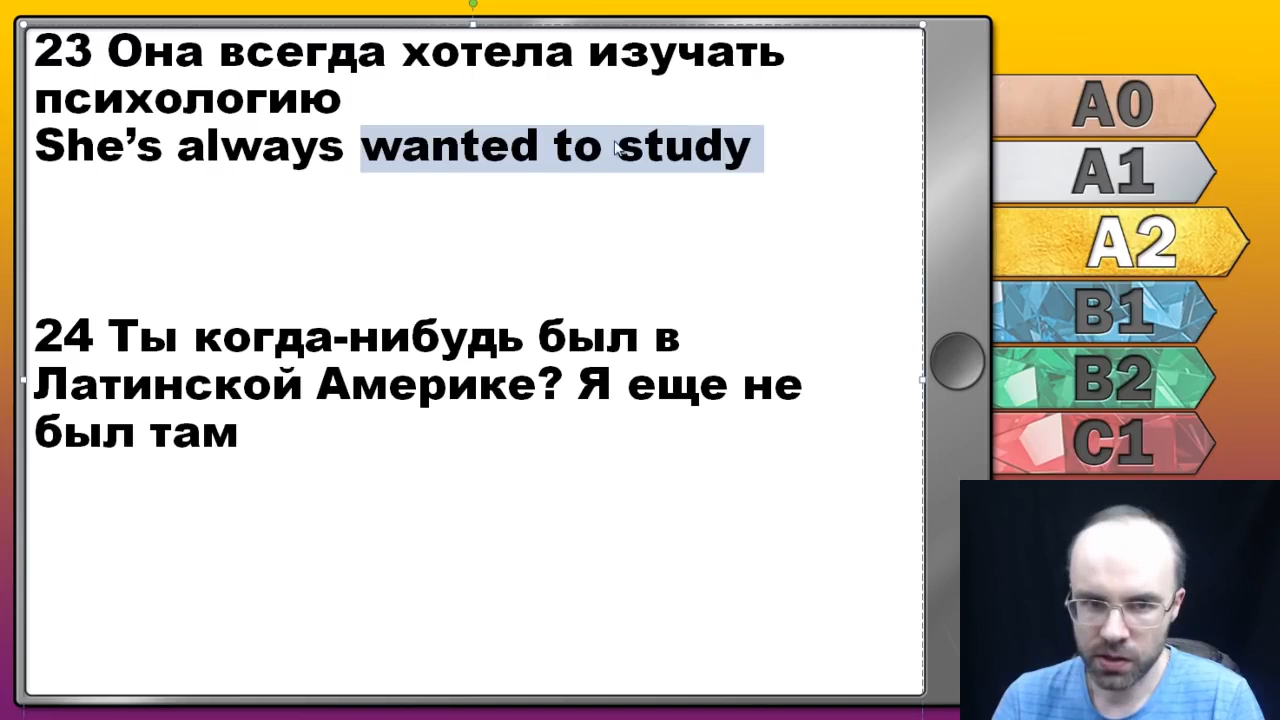 23 Она всегда хотела изучать
психологию
She’s always wanted to study
24 Ты когда-нибудь был в
Латинской Америке? Я еще не
был там
A0
A1
A2
B1
B2
C1